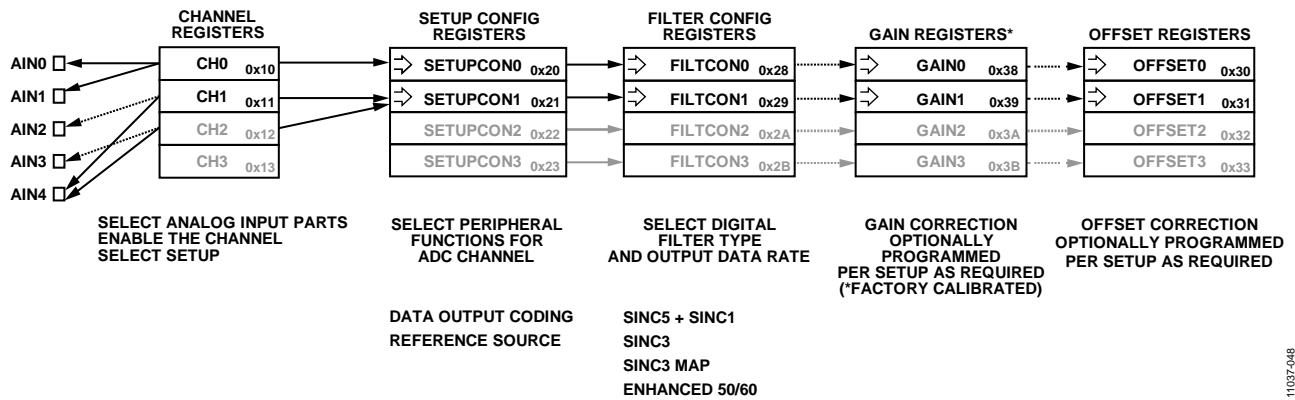 CHANNEL
REGISTERS
SETUP CONFIG
REGISTERS
FILTER CONFIG
REGISTERS
GAIN REGISTERS*
OFFSET REGISTERS
AIN0
AIN1
AIN2
AIN3
AIN4
CH0 0x10
CH1 0x11
CH2 0x12
CH3 0x13
SETUPCON0 0x20
SETUPCON1 0x21
SETUPCON2 0x22
SETUPCON3 0x23
FILTCON0 0x28
FILTCON1 0x29
FILTCON2 0x2A
FILTCON3 0x2B
GAIN0 0x38
GAIN1 0x39
GAIN2 0x3A
GAIN3 0x3B
OFFSET0 0x30
OFFSET1 0x31
OFFSET2 0x32
OFFSET3 0x33
SELECT ANALOG INPUT PARTS
ENABLE THE CHANNEL
SELECT SETUP
SELECT PERIPHERAL
FUNCTIONS FOR
ADC CHANNEL
SELECT DIGITAL
FILTER TYPE
AND OUTPUT DATA RATE
GAIN CORRECTION
OPTIONALLY
PROGRAMMED
PER SETUP AS REQUIRED
(*FACTORY CALIBRATED)
OFFSET CORRECTION
OPTIONALLY PROGRAMMED
PER SETUP AS REQUIRED
DATA OUTPUT CODING
REFERENCE SOURCE
SINC5 + SINC1
SINC3
SINC3 MAP
ENHANCED 50/60
11037-048